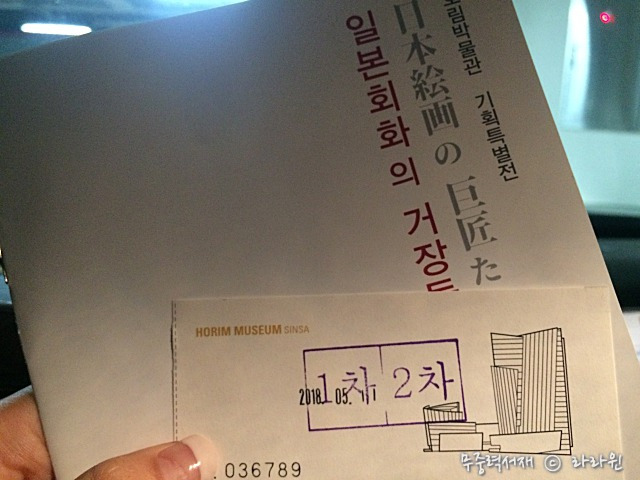 호림박물관 기획특별전
日本絵画の巨匠た
일본회화의 거장들
HORIM MUSEUM SINSA
1차 2차
2018. 05. 11
036789
무중력서재 © 라라윈